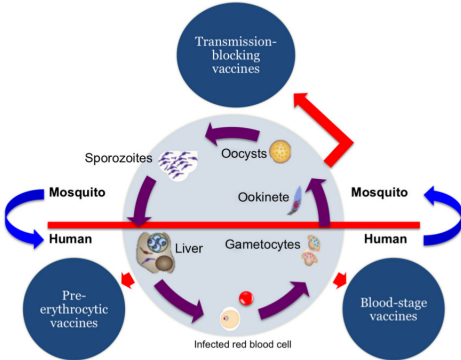 Transmission-
blocking
vaccines
Oocysts
Sporozoites
Ookinete
Mosquito
Mosquito
Human
Human
Liver
Gametocytes
Pre-
erythrocytic
vaccines
Blood-stage
vaccines
Infected red blood cell